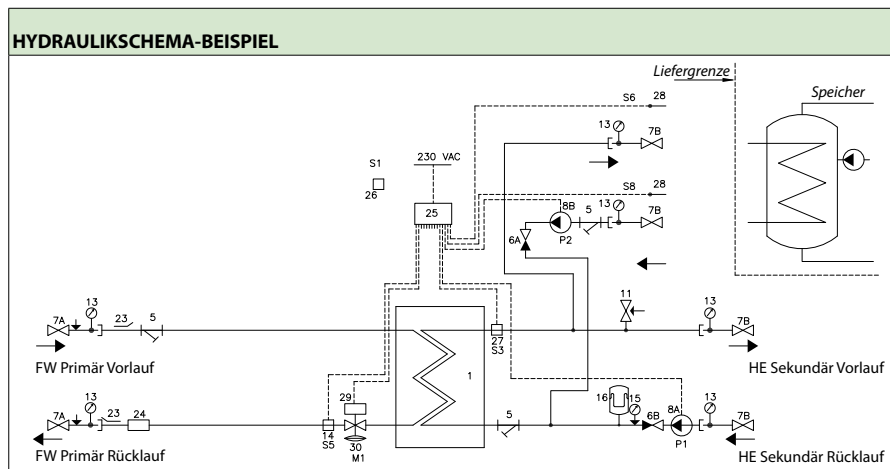 HYDRAULIKSCHEMA-BEISPIEL
Liefergrenze
Speicher
S6 28
13
7B
230 VAC
S1
26
25
S8 28
13
8B 5 7B
6A
P2
11
13 23 5
7A
27
S3
13
7B
FW Primär Vorlauf
HE Sekundär Vorlauf
1
29
13
7A 23 24
14
S5
30
M1
5
16 15
6B 8A
P1
13
7B
FW Primär Rücklauf
HE Sekundär Rücklauf